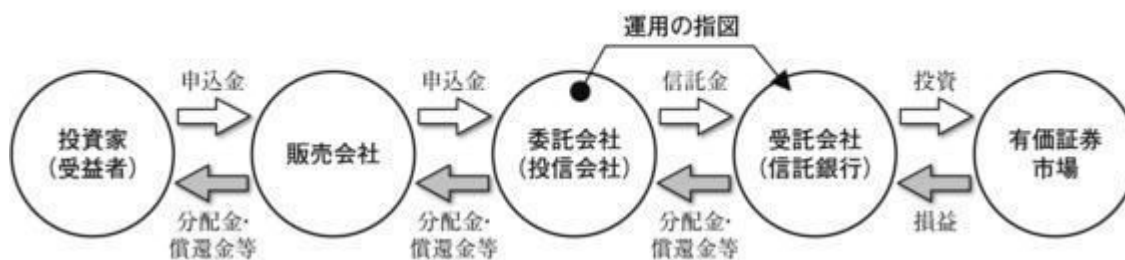 運用の指図
申込金
申込金
信託金
投資
投資家
(受益者)
販売会社
委託会社
(投信会社)
受託会社
(信託銀行)
有価証券
市場
分配金・
償還金等
分配金・
償還金等
分配金・
償還金等
損益